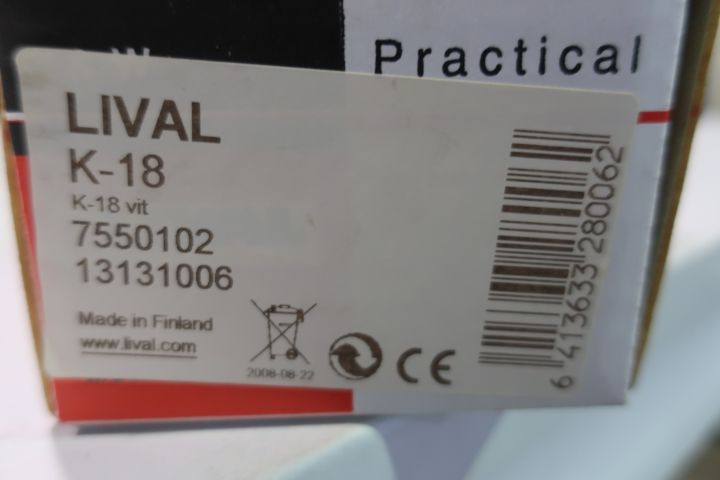 Practical
LIVAL
K-18
K-18 vit
7550102
13131006
Made in Finland
www.lival.com
2008-08-22
CE
6 413633 280062